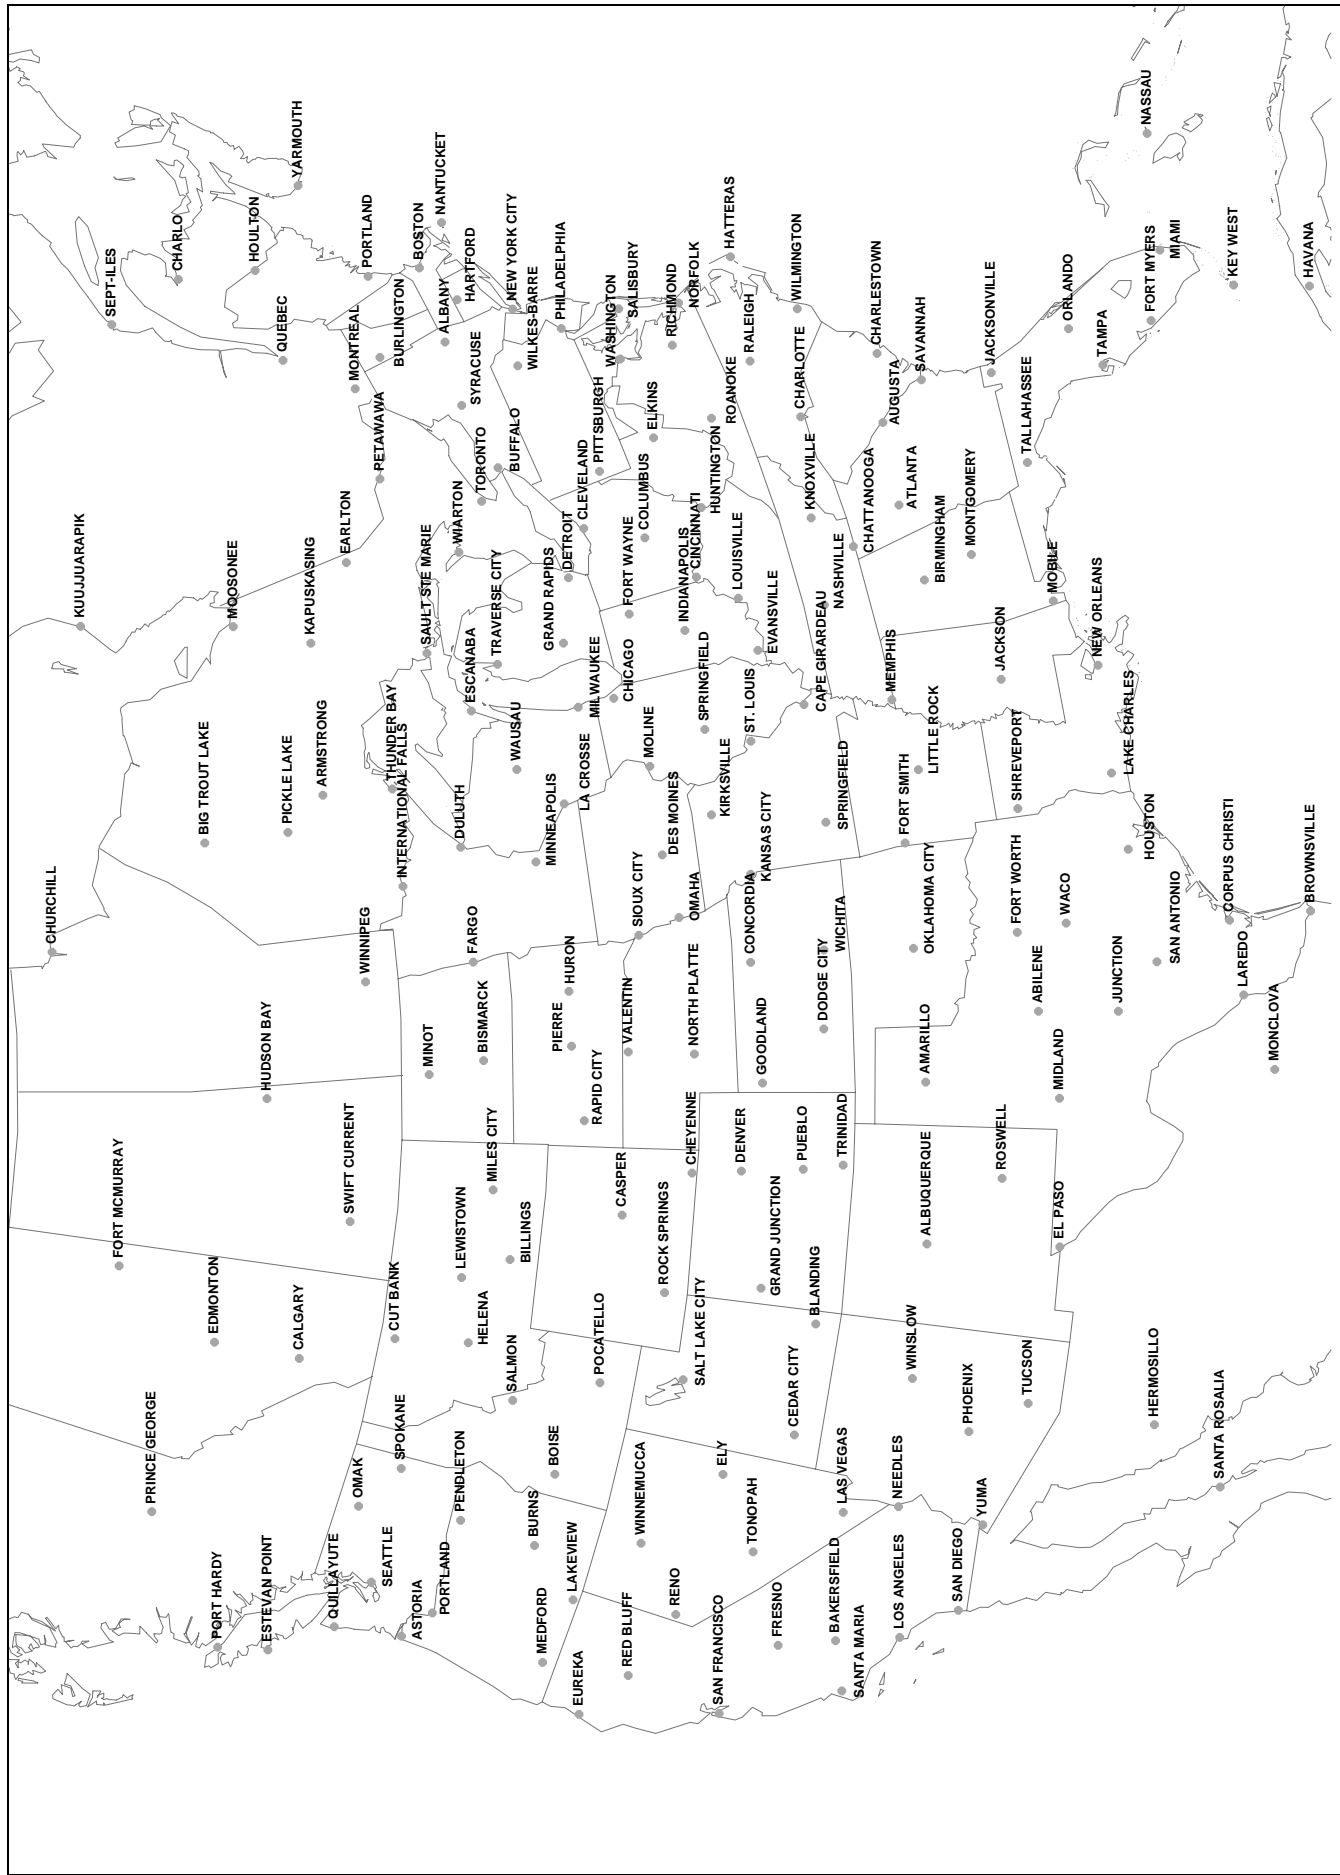 CHURCHILL
KUUJJUARAPIK
SEPT-ILES
FORT MCMURRAY
PRINCE GEORGE
CHARLO
BIG TROUT LAKE
EDMONTON
PORT HARDY
MOOSONEE
HOULTON
HUDSON BAY
ESTEVAN POINT
QUEBEC
PICKLE LAKE
YARMOUTH
CALGARY
KAPUSKASING
ARMSTRONG
QUILLAYUTE
EARLTON
SWIFT CURRENT
MONTREAL
OMAK
WINNIPEG
PORTLAND
SEATTLE
PETAWAWA
BURLINGTON
THUNDER BAY
CUT BANK
SPOKANE
INTERNATIONAL FALLS
ASTORIA
BOSTON
SAULT STE MARIE
MINOT
PORTLAND
NANTUCKET
ALBANY
HARTFORD
WIARTON
DULUTH
LEWISTOWN
PENDLETON
SYRACUSE
HELENA
ESCANABA
FARGO
TORONTO
BISMARCK
MILES CITY
TRAVERSE CITY
BUFFALO
BILLINGS
SALMON
NEW YORK CITY
WAUSAU
WILKES-BARRE
BURNS
MINNEAPOLIS
MEDFORD
BOISE
PHILADELPHIA
GRAND RAPIDS
LA CROSSE
DETROIT
HURON
PIERRE
LAKEVIEW
EUREKA
MILWAUKEE
CLEVELAND
RAPID CITY
PITTSBURGH
POCATELLO
CHICAGO
WASHINGTON
SALISBURY
CASPER
VALENTIN
FORT WAYNE
RED BLUFF
SIOUX CITY
WINNEMUCCA
COLUMBUS
MOLINE
ELKINS
DES MOINES
ROCK SPRINGS
RICHMOND
RENO
OMAHA
NORFOLK
SALT LAKE CITY
INDIANAPOLIS
CHEYENNE
NORTH PLATTE
CINCINNATI
HUNTINGTON
SPRINGFIELD
KIRKSVILLE
ROANOKE
SAN FRANCISCO
ELY
HATTERAS
LOUISVILLE
DENVER
RALEIGH
ST. LOUIS
KANSAS CITY
CONCORDIA
TONOPAH
EVANSVILLE
GOODLAND
GRAND JUNCTION
FRESNO
CEDAR CITY
WILMINGTON
CHARLOTTE
PUEBLO
CAPE GIRARDEAU
KNOXVILLE
BLANDING
NASHVILLE
SPRINGFIELD
DODGE CITY
WICHITA
BAKERSFIELD
TRINIDAD
LAS VEGAS
SANTA MARIA
CHATTANOOGA
CHARLESTOWN
AUGUSTA
MEMPHIS
ATLANTA
NEEDLES
LOS ANGELES
FORT SMITH
WINSLOW
OKLAHOMA CITY
LITTLE ROCK
SAVANNAH
BIRMINGHAM
AMARILLO
ALBUQUERQUE
SAN DIEGO
PHOENIX
MONTGOMERY
YUMA
JACKSONVILLE
JACKSON
ROSWELL
SHREVEPORT
FORT WORTH
TALLAHASSEE
TUCSON
ABILENE
MOBILE
MIDLAND
EL PASO
WACO
ORLANDO
NEW ORLEANS
TAMPA
LAKE CHARLES
JUNCTION
HOUSTON
NASSAU
FORT MYERS
MIAMI
HERMOSILLO
SAN ANTONIO
SANTA ROSALIA
CORPUS CHRISTI
KEY WEST
LAREDO
MONCLOVA
HAVANA
BROWNSVILLE